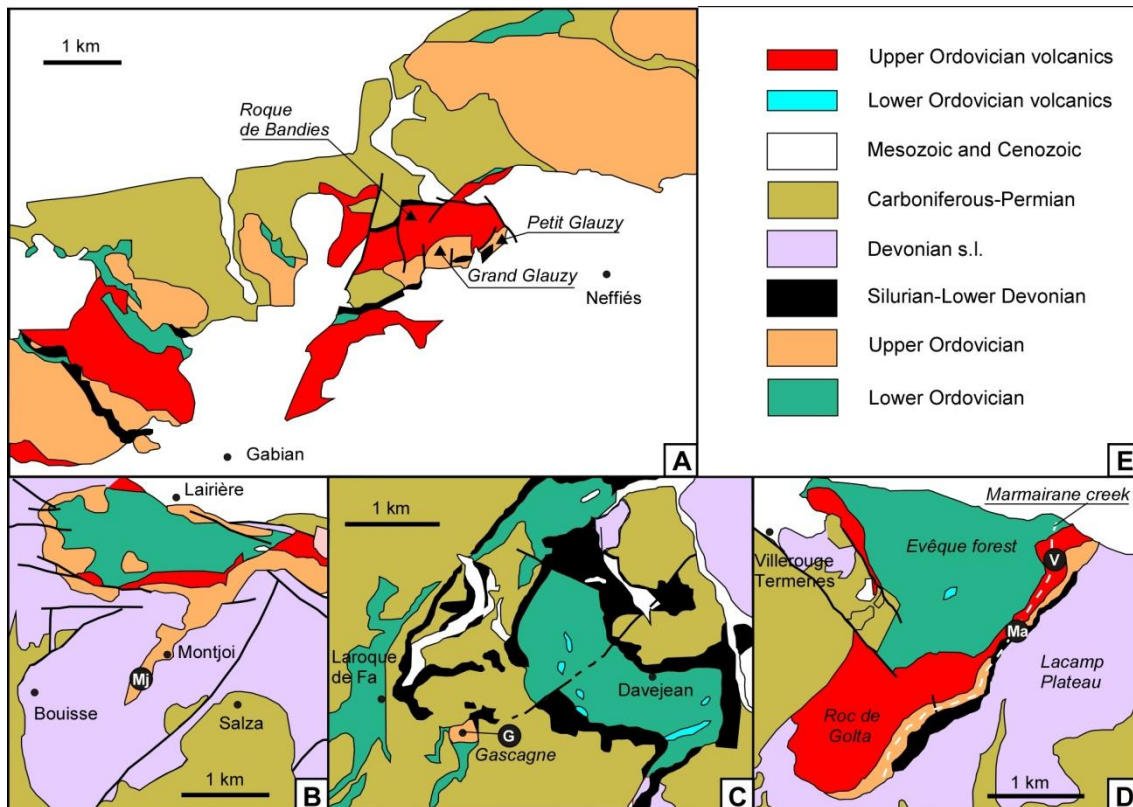 1 km
Roque
de Bandies
Petit Glauzy
Grand Glauzy
Neffiés
Gabian
A
Upper Ordovician volcanics
Lower Ordovician volcanics
Mesozoic and Cenozoic
Carboniferous-Permian
Devonian s.l.
Silurian-Lower Devonian
Upper Ordovician
Lower Ordovician
E
Lairière
Montjoi
Mj
Bouisse
Salza
1 km
B
1 km
Laroque
de Fa
Davejean
G
Gascagne
C
Marmairane creek
Evêque forest
V
Villerouge
Termenes
Ma
Lacamp
Plateau
Roc de
Golta
1 km
D